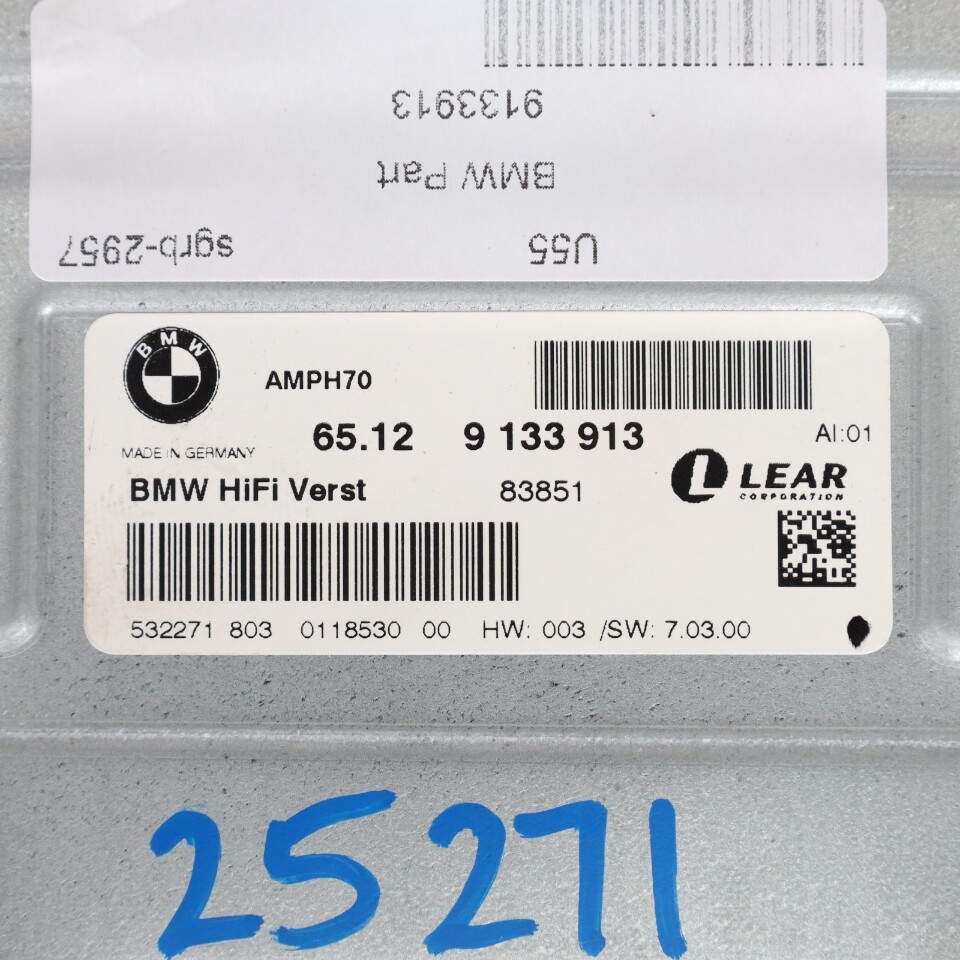 9133913
BMW Part
U55 sgrb-2957
BMW
AMPH70
65.12 9 133 913 AI:01
MADE IN GERMANY
BMW HiFi Verst 83851 LEAR
CORPORATION
532271 803 0118530 00 HW: 003 /SW: 7.03.00
25271